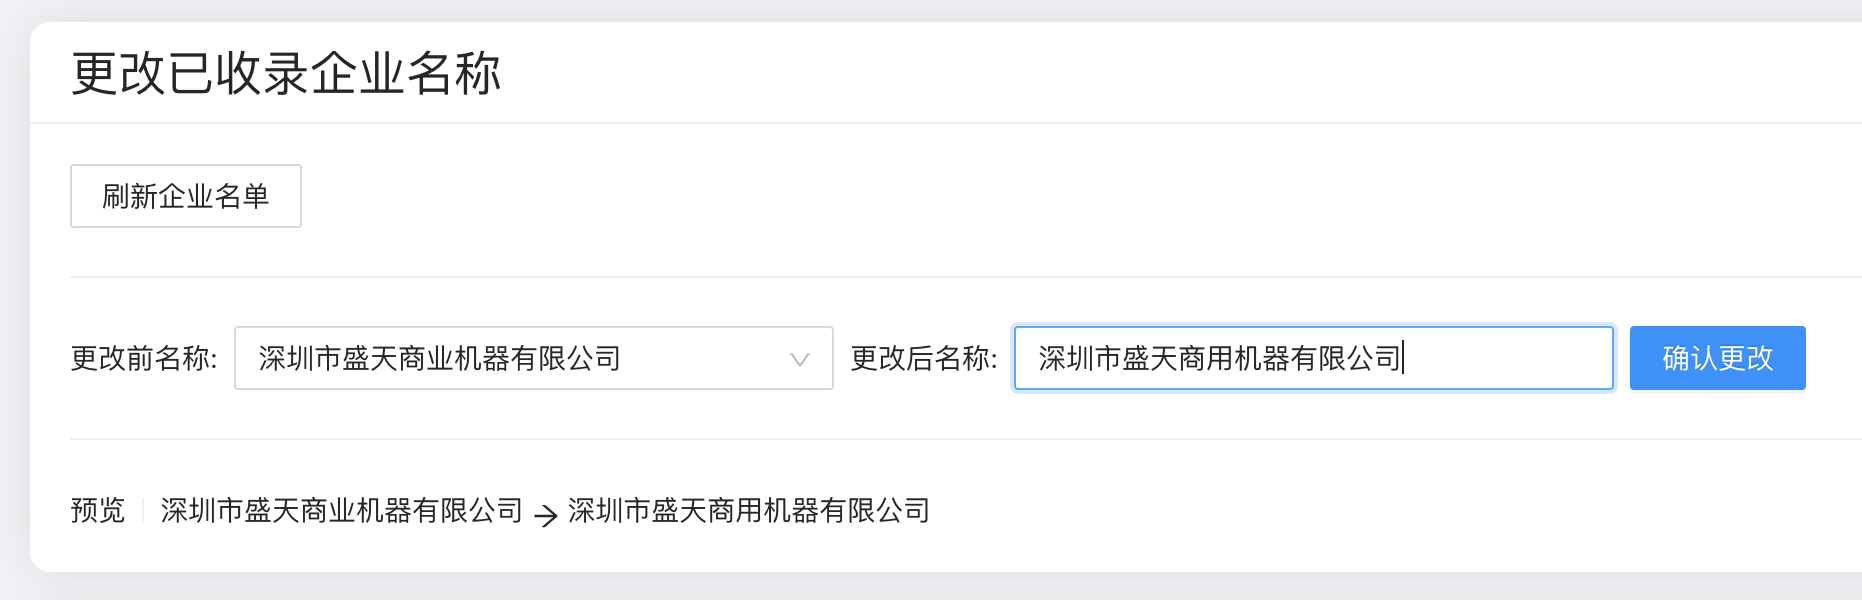 更改已收录企业名称
刷新企业名单
更改前名称: 深圳市盛天商业机器有限公司 更改后名称: 深圳市盛天商用机器有限公司 确认更改
预览 深圳市盛天商业机器有限公司 → 深圳市盛天商用机器有限公司